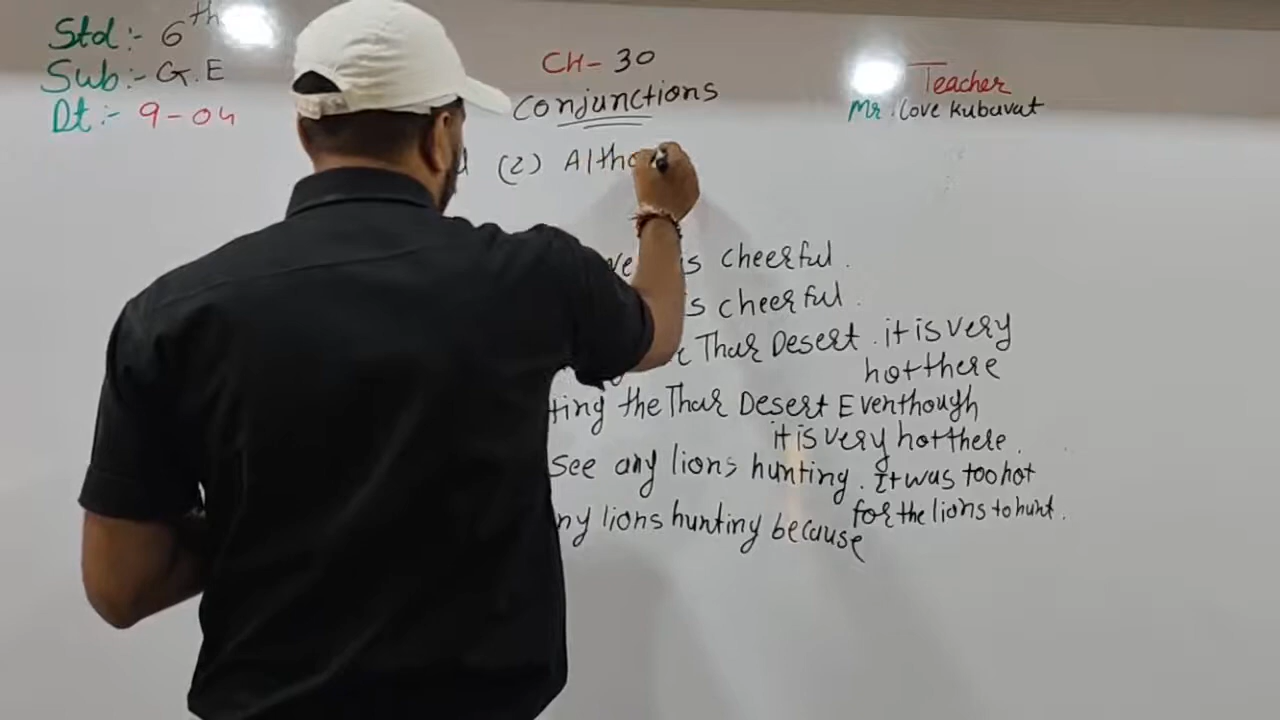 Std:- 6th
Sub:- G.E
Dt:- 9-04
CH- 30
Conjunctions
Teacher
Mr. Love Kubavat
(2) Altho
is cheerful.
is cheerful.
Thar Desert. it is very
hot there
ting the Thar Desert Eventhough
it is very hot there.
see any lions hunting. It was too hot
for the lions to hunt.
ny lions hunting because